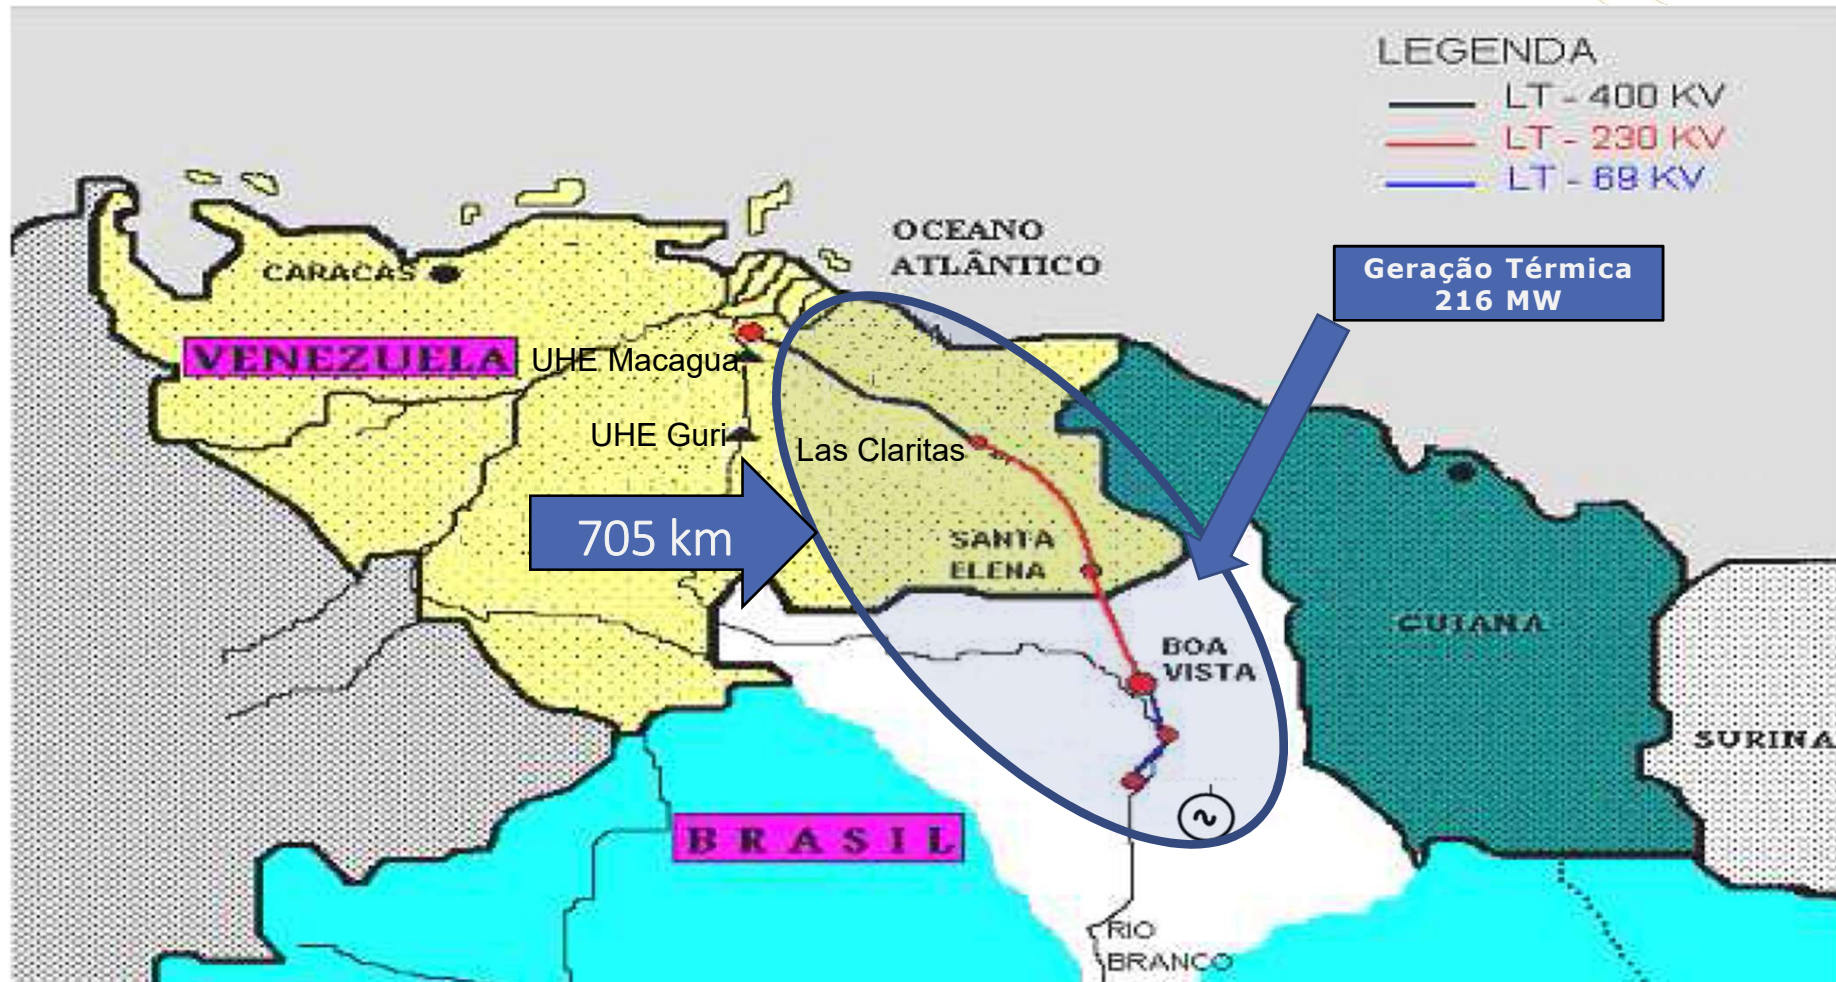 LEGENDA
LT - 400 KV
LT - 230 KV
LT - 69 KV
OCEANO
ATLÂNTICO
Geração Térmica
216 MW
CARACAS
VENEZUELA
UHE Macagua
UHE Guri
Las Claritas
705 km
SANTA
ELENA
BOA
VISTA
GUIANA
SURINA
BRASIL
RIO
BRANCO
~